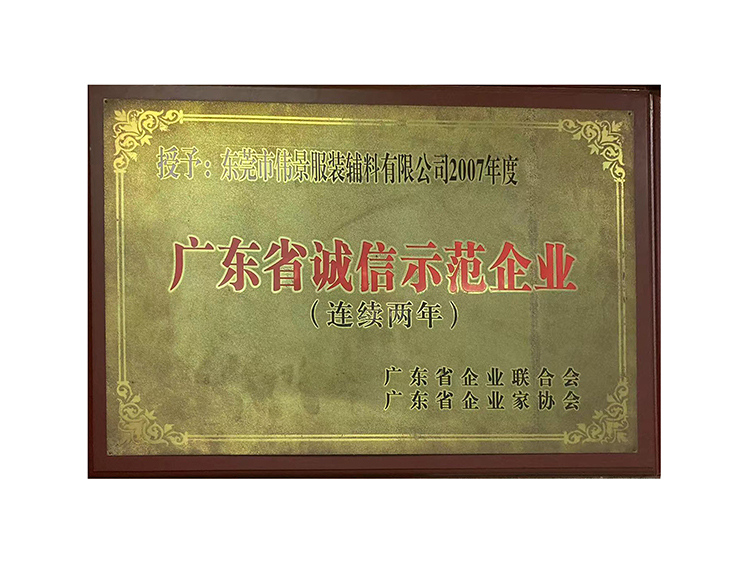 授予：东莞市伟景服装辅料有限公司2007年度
广东省诚信示范企业
（连续两年）
广东省企业联合会
广东省企业家协会